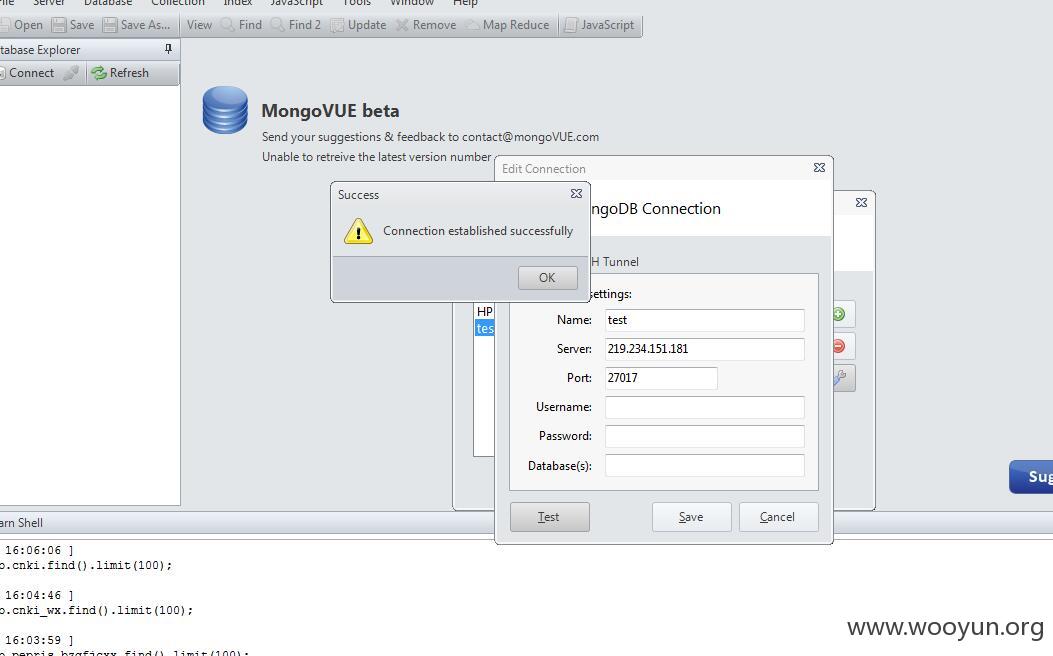 Server Database Collection Index JavaScript Tools Window Help
Open Save Save As... View Find Find 2 Update Remove Map Reduce JavaScript
tabase Explorer
Connect Refresh
MongoVUE beta
Send your suggestions & feedback to contact@mongoVUE.com
Unable to retreive the latest version number
Edit Connection
Success
ngoDB Connection
Connection established successfully
H Tunnel
OK
settings:
HP
tes
Name: test
Server: 219.234.151.181
Port: 27017
Username:
Password:
Database(s):
Sug
Test Save Cancel
arn Shell
16:06:06 ]
o.cnki.find().limit(100);
16:04:46 ]
o.cnki_wx.find().limit(100);
16:03:59 ]
www.wooyun.org